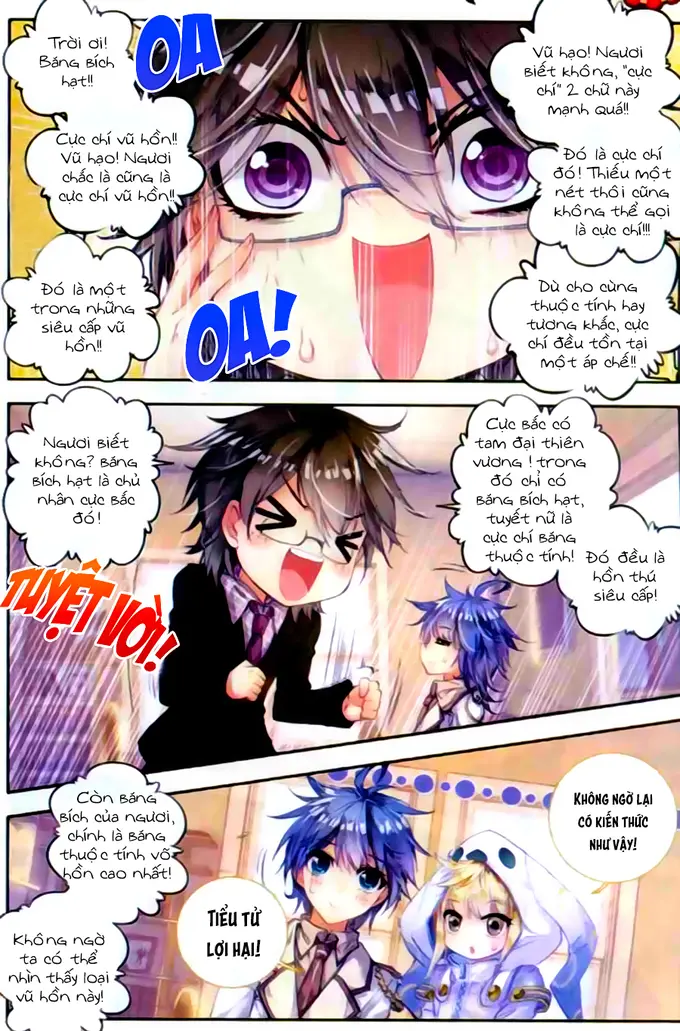 Trời ơi!
Băng bích
hạt!!
OA
Vũ hạo! Ngươi
biết không, "cực
chí" 2 chữ này
mạnh quá!!
Cực chí vũ hồn!!
Vũ hạo! Ngươi
chắc là cũng là
cực chí vũ hồn!!
Đó là cực chí
đó! Thiếu một
nét thôi cũng
không thể gọi
là cực chí!!!
Đó là một
trong những
siêu cấp vũ
hồn!!
OA!
Dù cho cùng
thuộc tính hay
tương khắc, cực
chí đều tồn tại
một áp chế!!
Ngươi biết
không? Băng
Bích hạt là chủ
nhân cực bắc
đó!
Cực Bắc có
tam đại thiên
vương ! trong
đó chỉ có
Băng Bích hạt,
tuyết nữ là
cực chí băng
thuộc tính!
Đó đều là
hồn thú
siêu cấp!
TUYỆT VỜI!!
Còn băng
bích của ngươi,
chính là băng
thuộc tính võ
hồn cao nhất!
Không ngờ lại
có kiến thức
như vậy!
Tiểu tử
lợi hại!
Không ngờ
ta có thể
nhìn thấy loại
vũ hồn này!